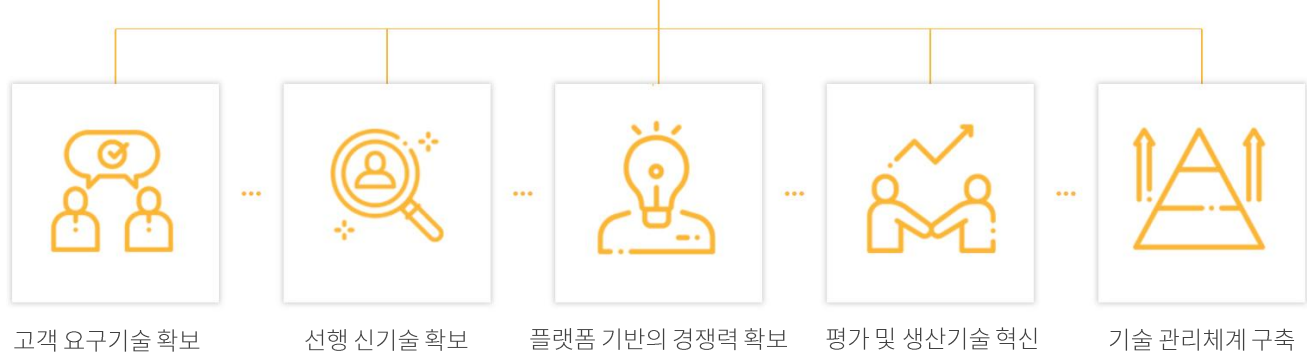 고객 요구기술 확보
선행 신기술 확보
플랫폼 기반의 경쟁력 확보
평가 및 생산기술 혁신
기술 관리체계 구축